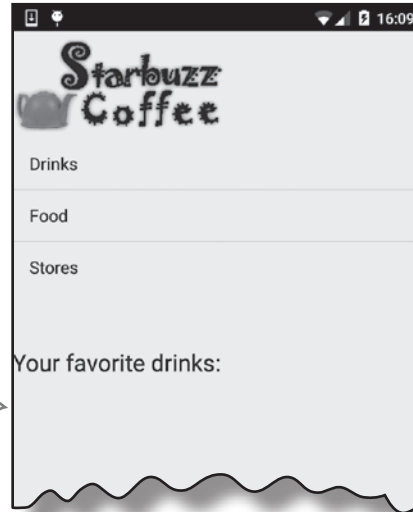 16:09
Starbuzz
Coffee
Drinks
Food
Stores
Your favorite drinks: